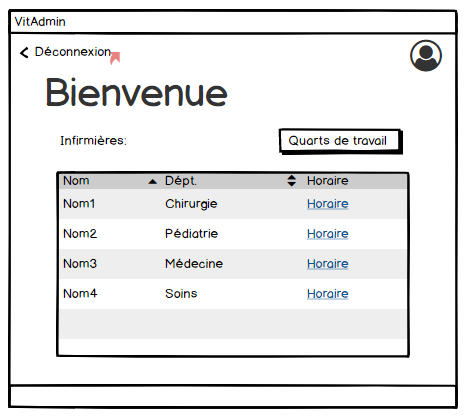 VitAdmin
Déconnexion
Bienvenue
Infirmières: Quarts de travail
Nom Dépt. Horaire
Nom1 Chirurgie Horaire
Nom2 Pédiatrie Horaire
Nom3 Médecine Horaire
Nom4 Soins Horaire